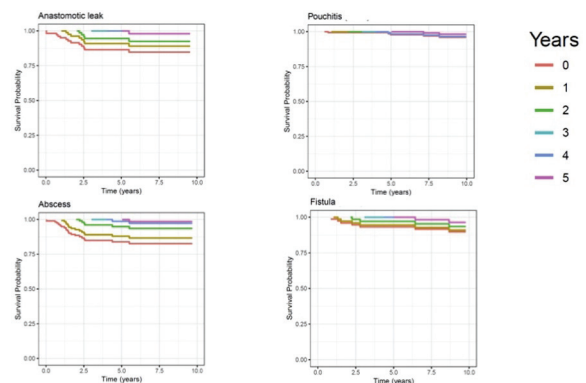 Anastomotic leak
Survival Probability
1.00
0.75
0.50
0.25
0.00
0.0 2.5 5.0 7.5 10.0
Time (years)
Pouchitis
Survival Probability
1.00
0.75
0.50
0.25
0.00
0.0 2.5 5.0 7.5 10.0
Time (years)
Abscess
Survival Probability
1.00
0.75
0.50
0.25
0.00
0.0 2.5 5.0 7.5 10.0
Time (years)
Fistula
Survival Probability
1.00
0.75
0.50
0.25
0.00
0.0 2.5 5.0 7.5 10.0
Time (years)
Years
0
1
2
3
4
5